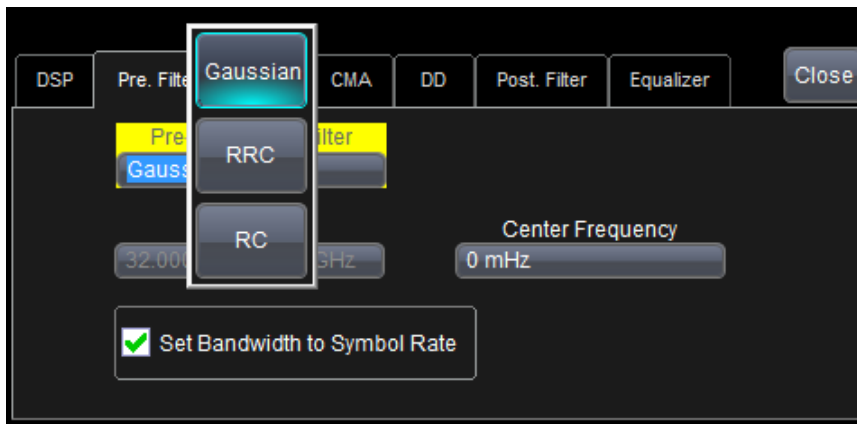 DSP
Pre. Filte
Gaussian
CMA
DD
Post. Filter
Equalizer
Close
Pre
ilter
RRC
Gauss
RC
Center Frequency
32.000
GHz
0 mHz
Set Bandwidth to Symbol Rate